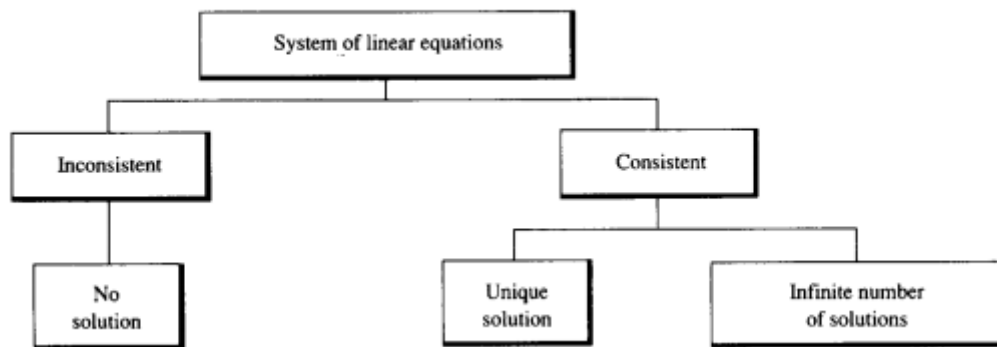 System of linear equations
Inconsistent
Consistent
No
solution
Unique
solution
Infinite number
of solutions